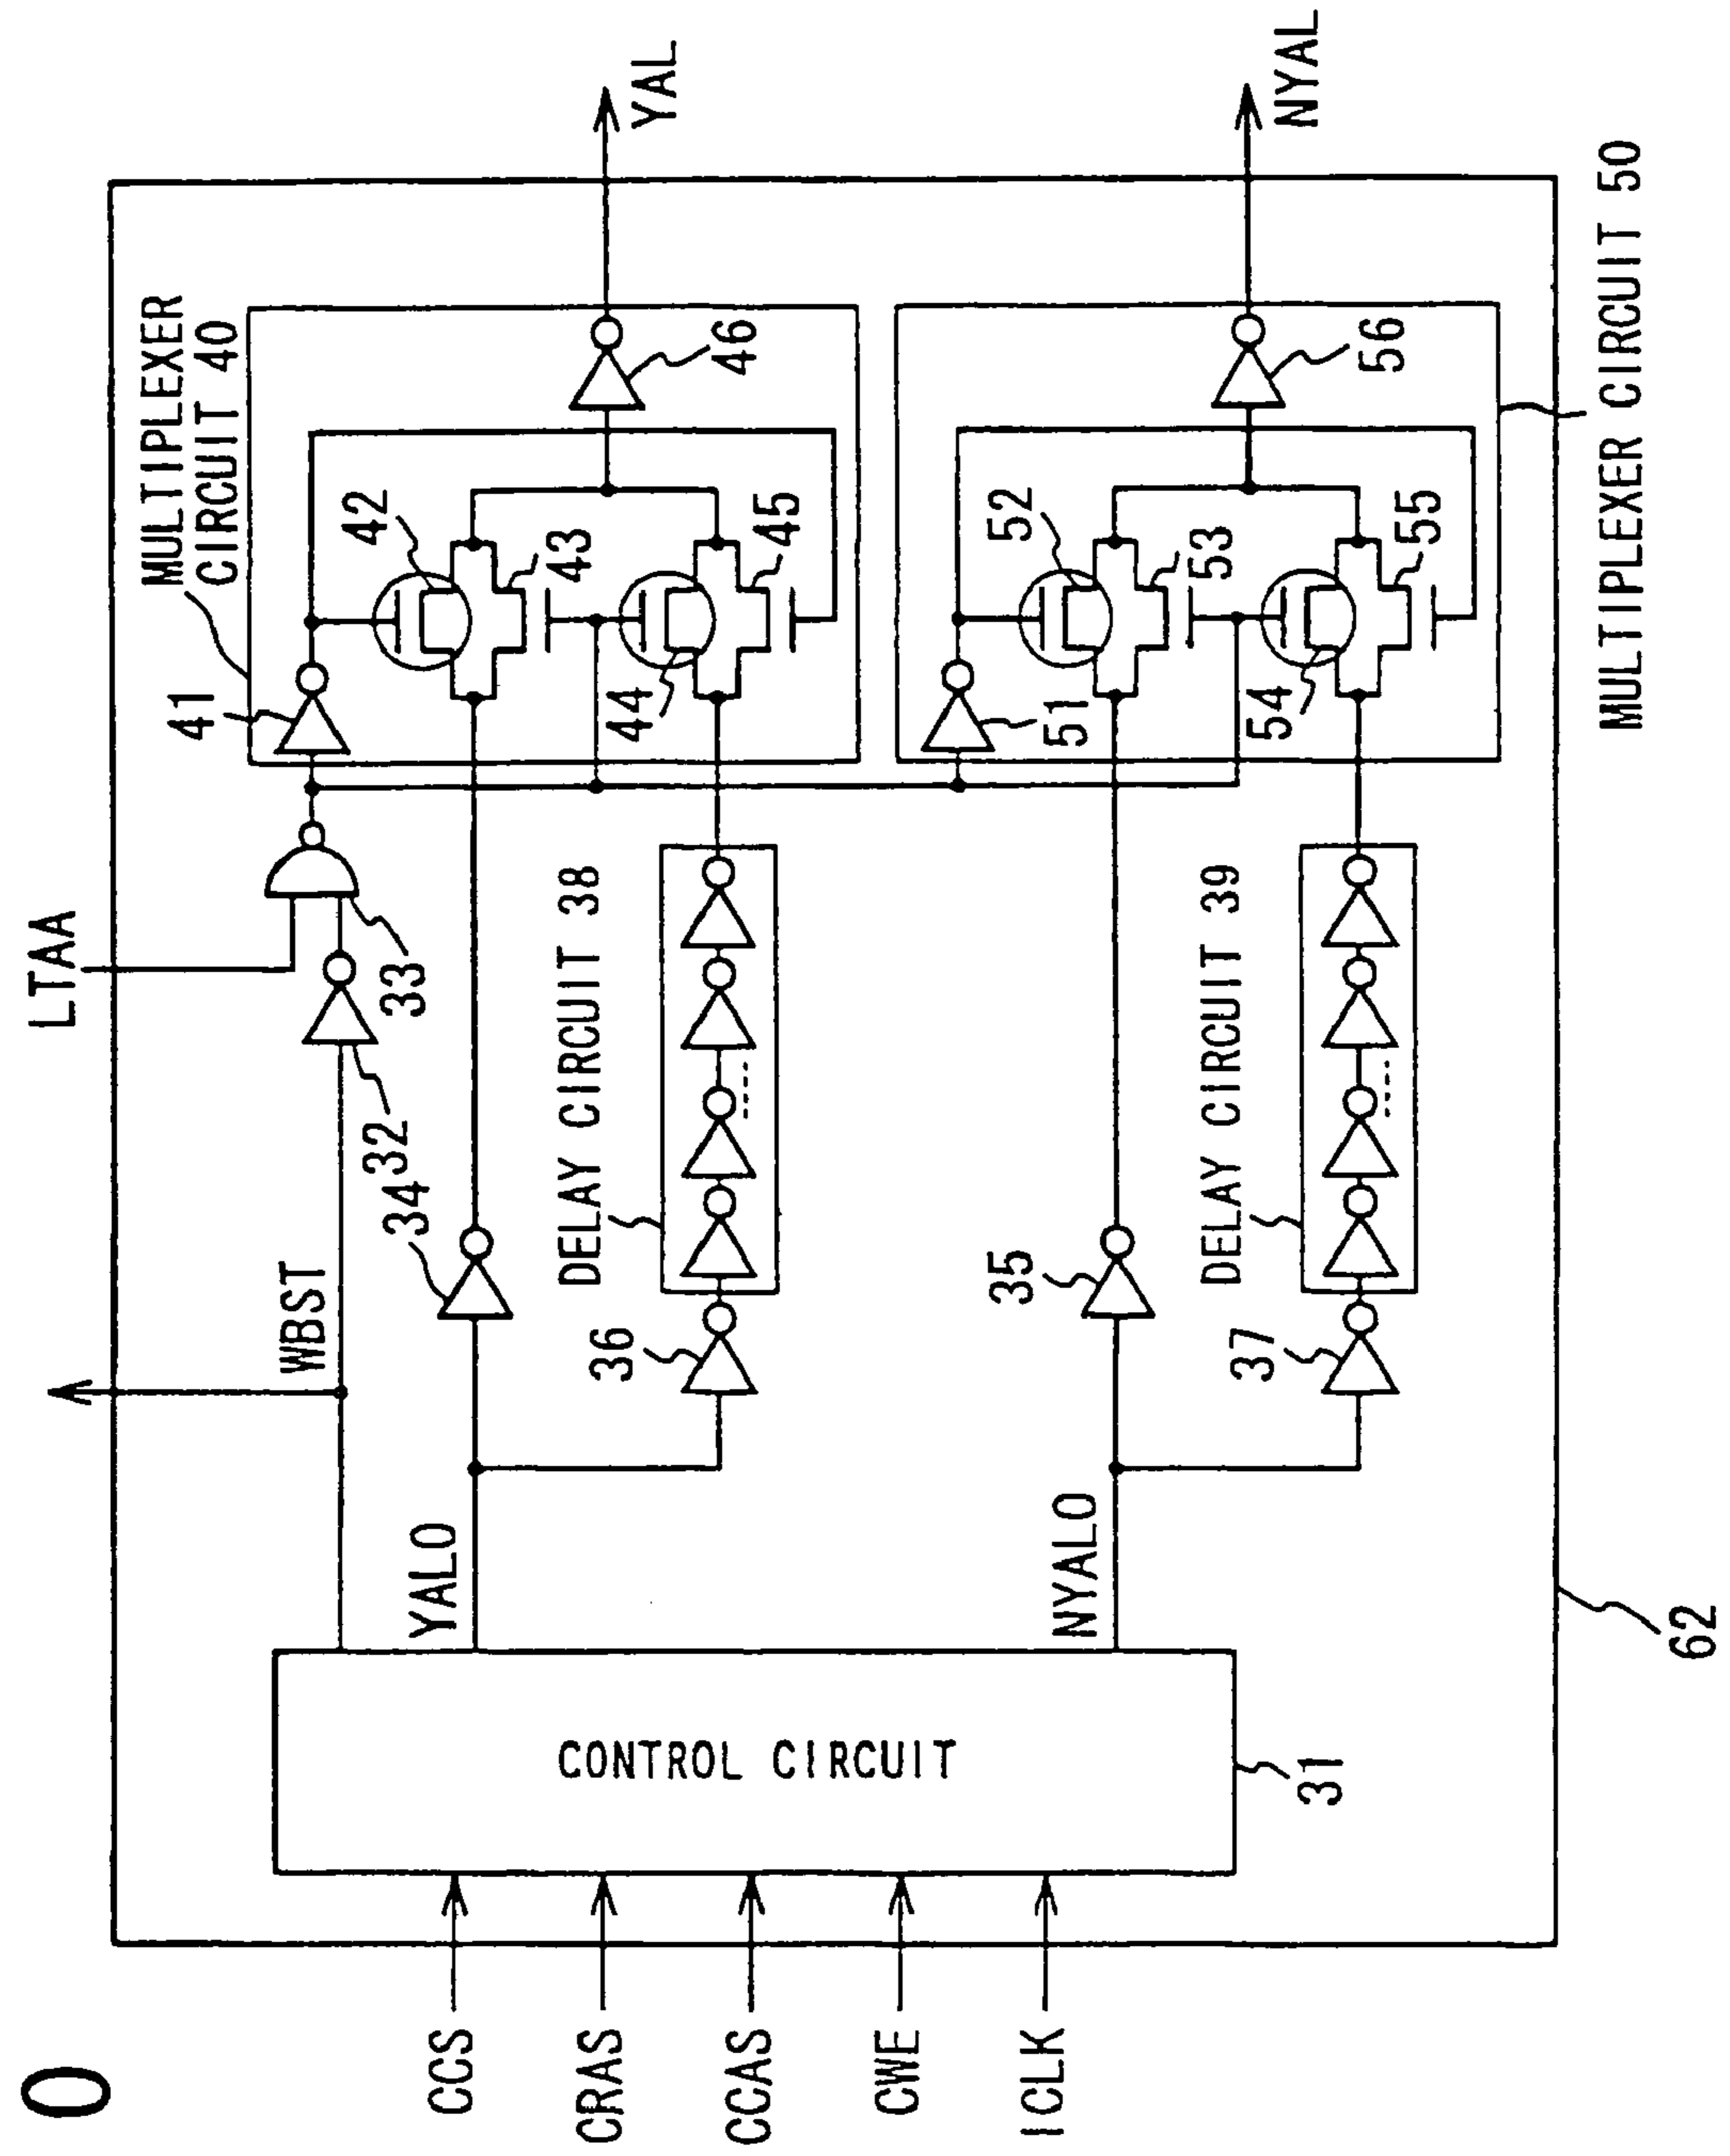 0
LTAA
WBST
32
33
34
MULTIPLEXER
CIRCUIT 40
41
42
43
44
45
46
YAL
CCS
CRAS
CCAS
CWE
ICLK
CONTROL CIRCUIT
31
YALO
36
DELAY CIRCUIT 38
NYALO
35
37
DELAY CIRCUIT 39
51
52
53
54
55
56
NYAL
MULTIPLEXER CIRCUIT 50
62